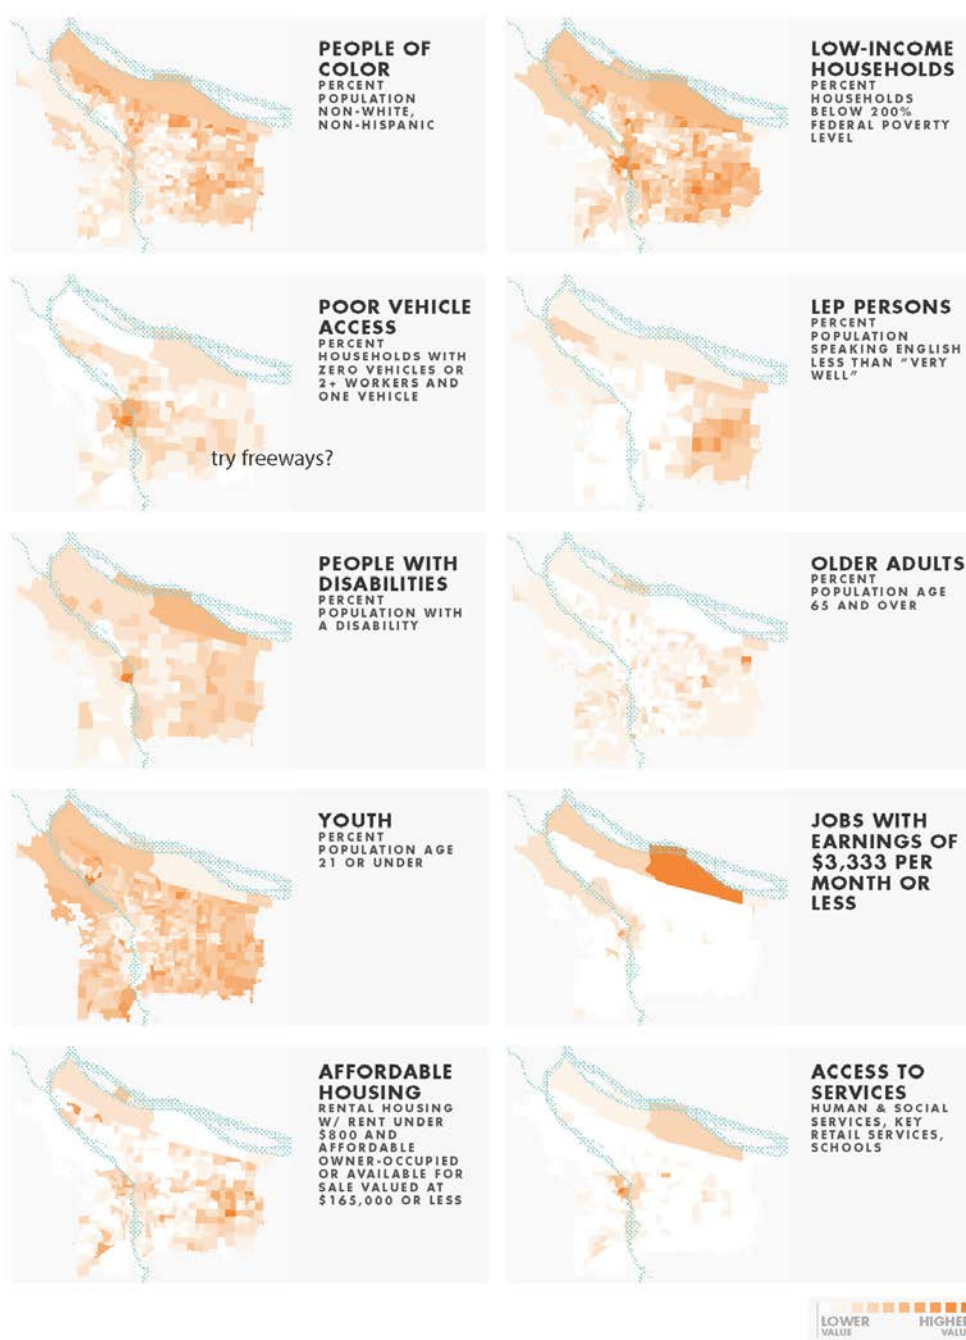 PEOPLE OF
COLOR
PERCENT
POPULATION
NON-WHITE,
NON-HISPANIC
LOW-INCOME
HOUSEHOLDS
PERCENT
HOUSEHOLDS
BELOW 200%
FEDERAL POVERTY
LEVEL
POOR VEHICLE
ACCESS
PERCENT
HOUSEHOLDS WITH
ZERO VEHICLES OR
2+ WORKERS AND
ONE VEHICLE
try freeways?
LEP PERSONS
PERCENT
POPULATION
SPEAKING ENGLISH
LESS THAN "VERY
WELL"
PEOPLE WITH
DISABILITIES
PERCENT
POPULATION WITH
A DISABILITY
OLDER ADULTS
PERCENT
POPULATION AGE
65 AND OVER
YOUTH
PERCENT
POPULATION AGE
21 OR UNDER
JOBS WITH
EARNINGS OF
$3,333 PER
MONTH OR
LESS
AFFORDABLE
HOUSING
RENTAL HOUSING
W/ RENT UNDER
$800 AND
AFFORDABLE
OWNER-OCCUPIED
OR AVAILABLE FOR
SALE VALUED AT
$165,000 OR LESS
ACCESS TO
SERVICES
HUMAN & SOCIAL
SERVICES, KEY
RETAIL SERVICES,
SCHOOLS
LOWER HIGHER
VALUE VALU